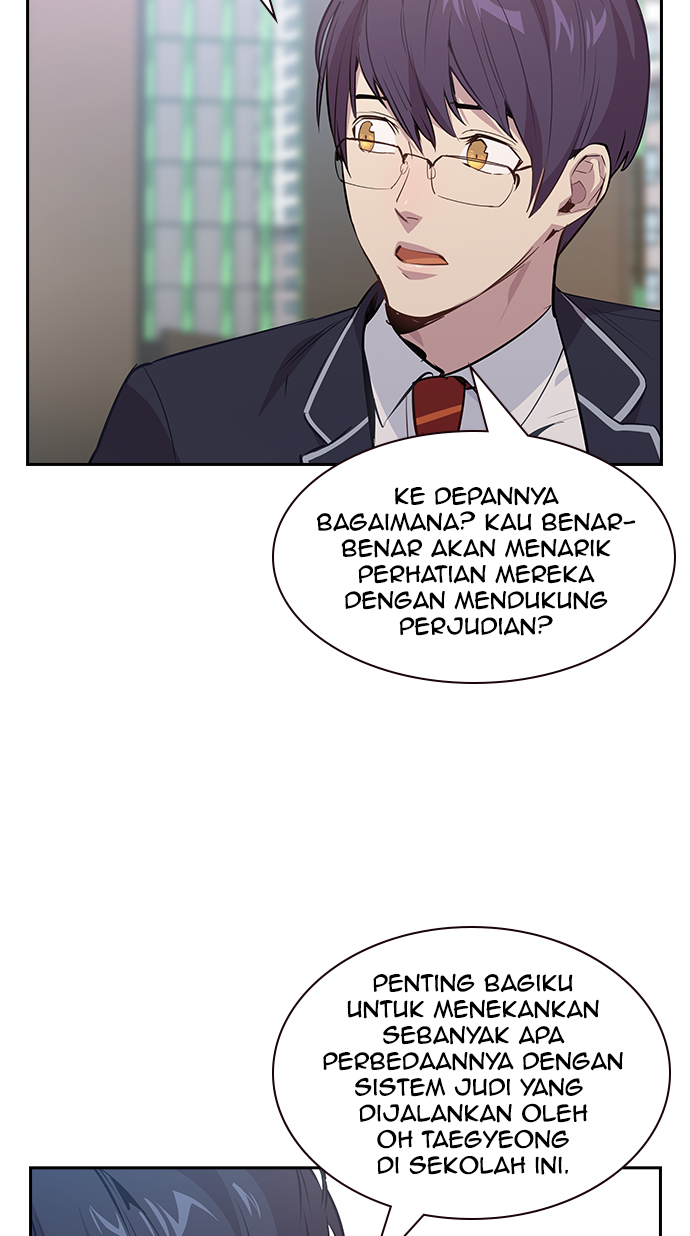 KE DEPANNYA
BAGAIMANA? KAU BENAR-
BENAR AKAN MENARIK
PERHATIAN MEREKA
DENGAN MENDUKUNG
PERJUDIAN?
PENTING BAGIKU
UNTUK MENEKANKAN
SEBANYAK APA
PERBEDAANNYA DENGAN
SISTEM JUDI YANG
DIJALANKAN OLEH
OH TAEGYEONG
DI SEKOLAH INI.